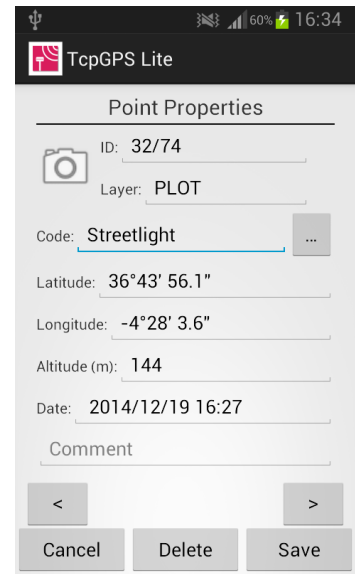 60% 16:34
TcpGPS Lite
Point Properties
ID: 32/74
Layer: PLOT
Code: Streetlight ...
Latitude: 36°43' 56.1"
Longitude: -4°28' 3.6"
Altitude (m): 144
Date: 2014/12/19 16:27
Comment
< >
Cancel Delete Save